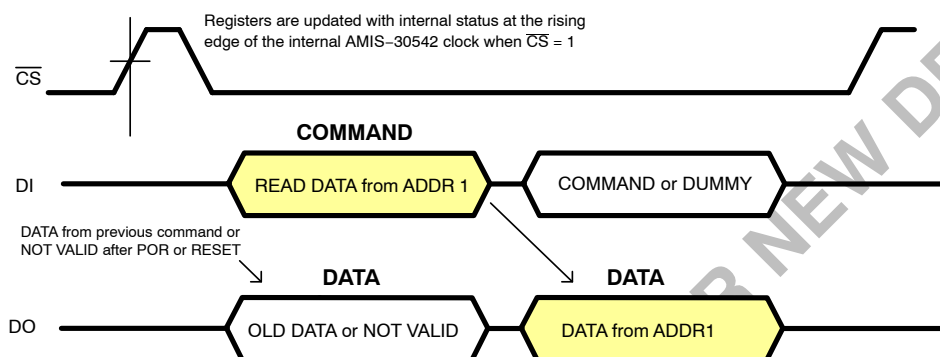 Registers are updated with internal status at the rising
edge of the internal AMIS−30542 clock when CS = 1
CS
COMMAND
DI
READ DATA from ADDR 1
COMMAND or DUMMY
DATA from previous command or
NOT VALID after POR or RESET
DATA
DATA
DO
OLD DATA or NOT VALID
DATA from ADDR1
R NEW DE